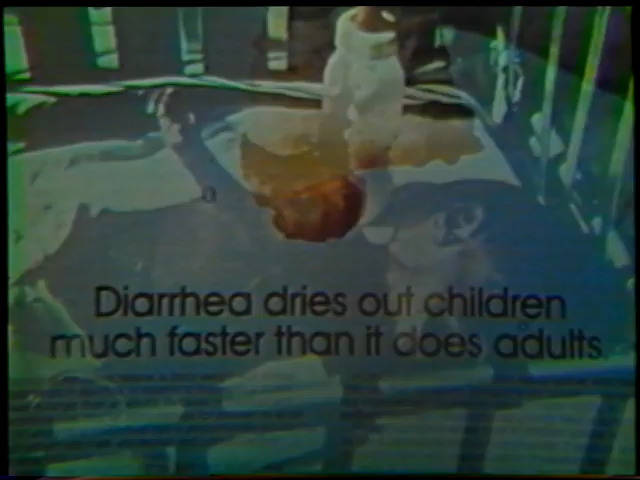 Diarrhea dries out children
much faster than it does adults